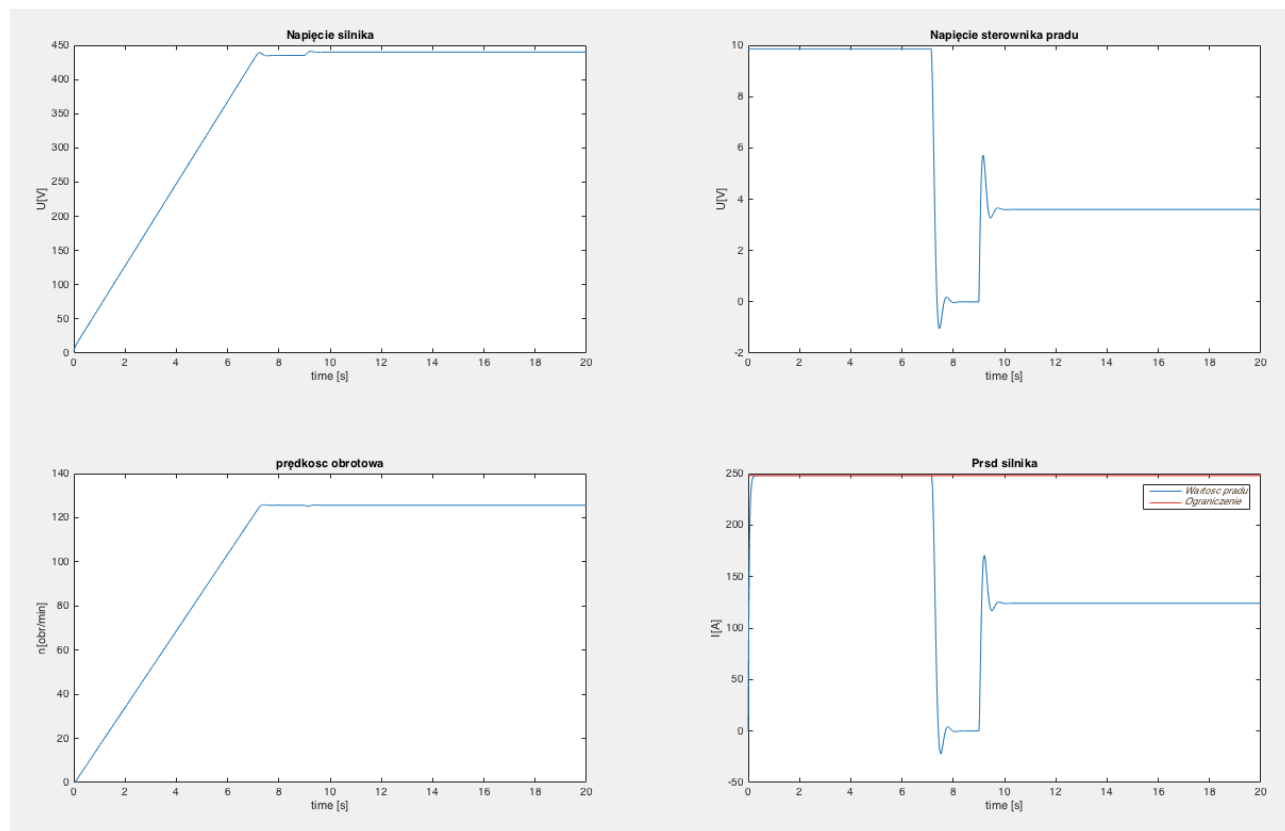 Napięcie silnika
450
400
350
300
250
200
150
100
50
0
U[V]
0 2 4 6 8 10 12 14 16 18 20
time [s]
Napięcie sterownika pradu
10
8
6
4
2
0
-2
U[V]
0 2 4 6 8 10 12 14 16 18 20
time [s]
prędkosc obrotowa
140
120
100
80
60
40
20
0
n[obr/min]
0 2 4 6 8 10 12 14 16 18 20
time [s]
Prsd silnika
250
200
150
100
50
0
-50
I[A]
Wartosc pradu
Ograniczenie
0 2 4 6 8 10 12 14 16 18 20
time [s]